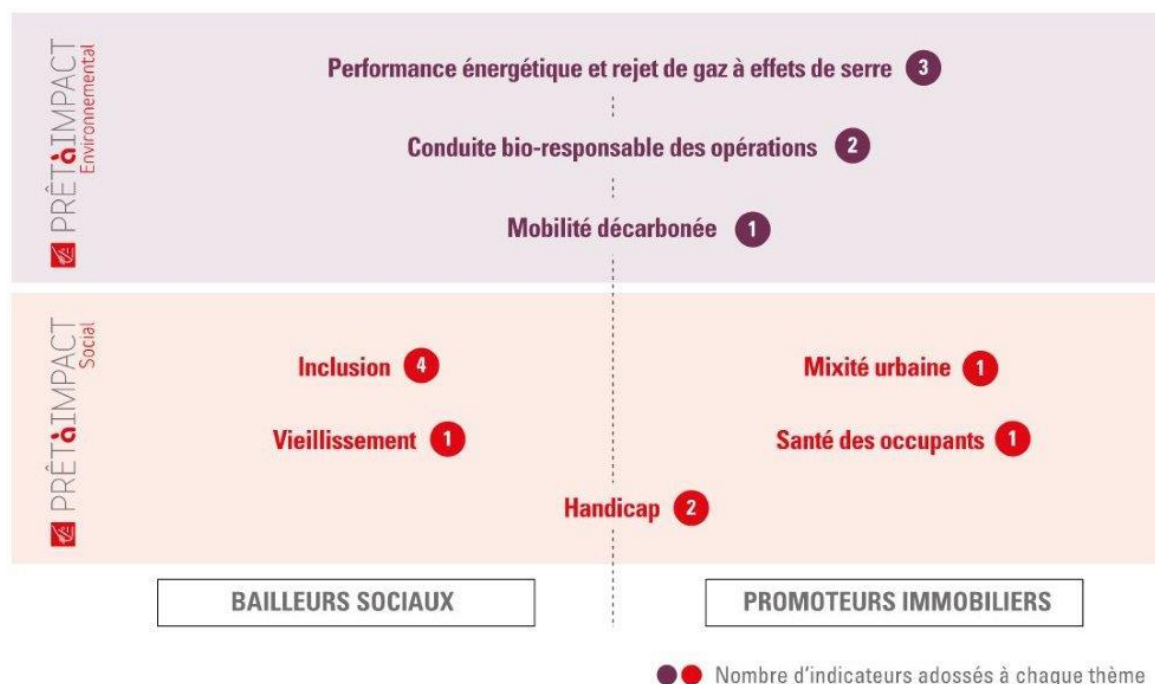 PRÊTàIMPACT
Environnemental
Performance énergétique et rejet de gaz à effets de serre 3
Conduite bio-responsable des opérations 2
Mobilité décarbonée 1
PRÊTàIMPACT
Social
Inclusion 4
Mixité urbaine 1
Vieillissement 1
Santé des occupants 1
Handicap 2
BAILLEURS SOCIAUX
PROMOTEURS IMMOBILIERS
Nombre d'indicateurs adossés à chaque thème